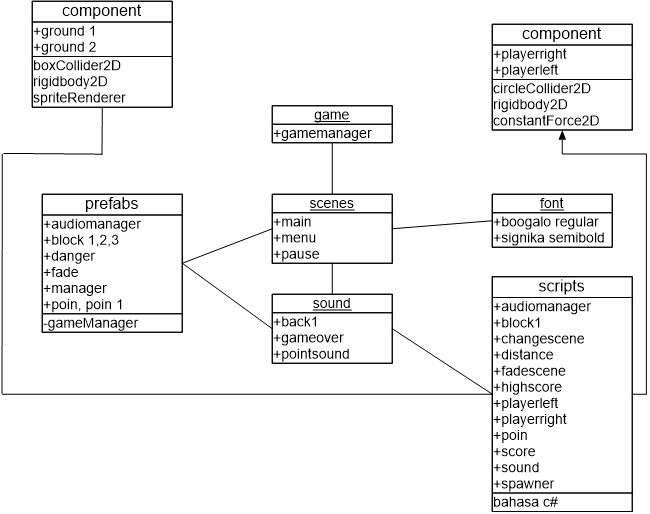 component
+ground 1
+ground 2
boxCollider2D
rigidbody2D
spriteRenderer
component
+playerright
+playerleft
circleCollider2D
rigidbody2D
constantForce2D
game
+gamemanager
prefabs
+audiomanager
+block 1,2,3
+danger
+fade
+manager
+poin, poin 1
-gameManager
scenes
+main
+menu
+pause
font
+boogalo regular
+signika semibold
sound
+back1
+gameover
+pointsound
scripts
+audiomanager
+block1
+changescene
+distance
+fadescene
+highscore
+playerleft
+playerright
+poin
+score
+sound
+spawner
bahasa c#